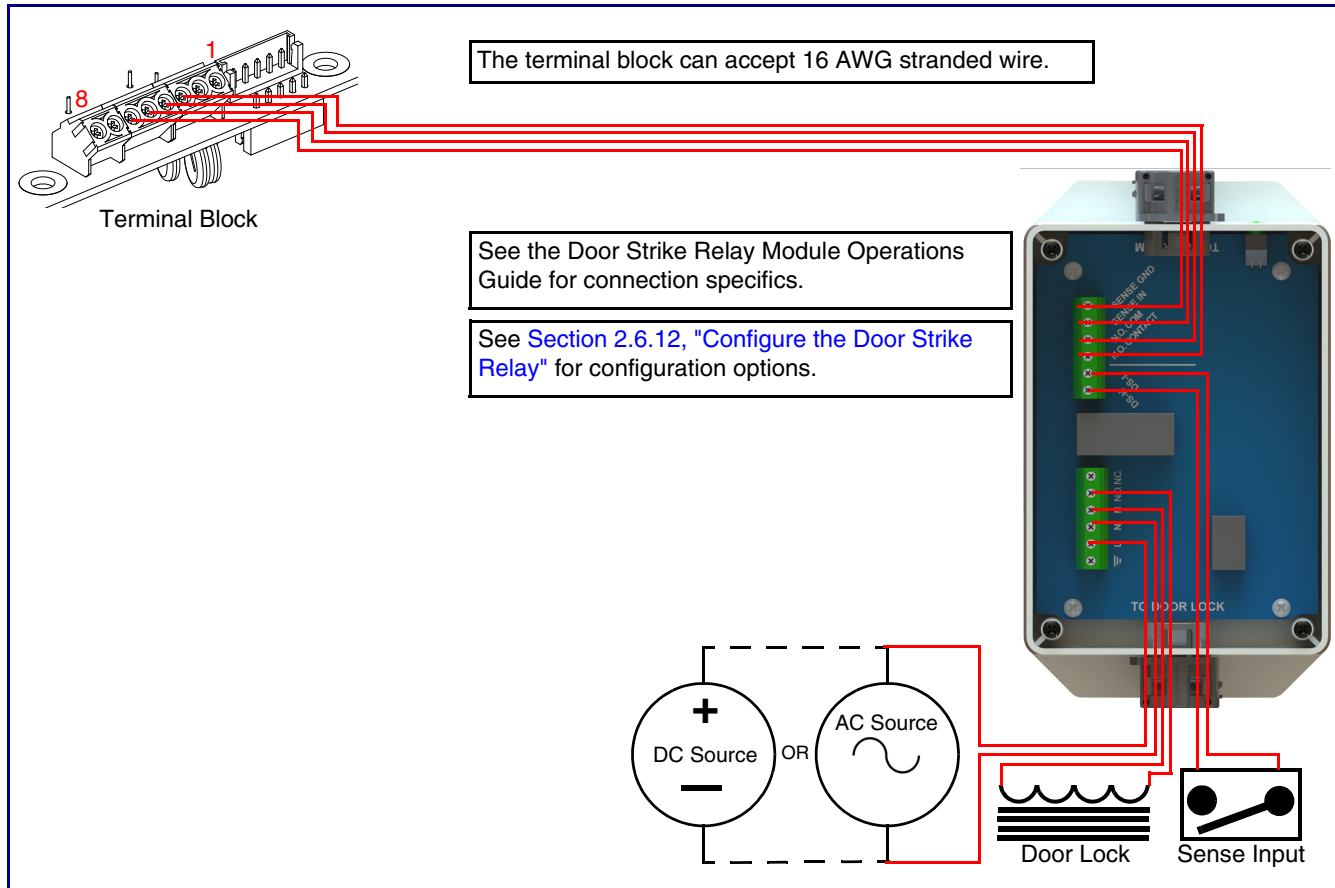 1
8
The terminal block can accept 16 AWG stranded wire.
Terminal Block
See the Door Strike Relay Module Operations
Guide for connection specifics.
See Section 2.6.12, "Configure the Door Strike
Relay" for configuration options.
SENSE GND
SENSE IN
N.O. COM
N.O. CONTACT
DS-1
N.C.
N.O.
N
L
TO DOOR LOCK
+
DC Source
OR
AC Source
Door Lock
Sense Input